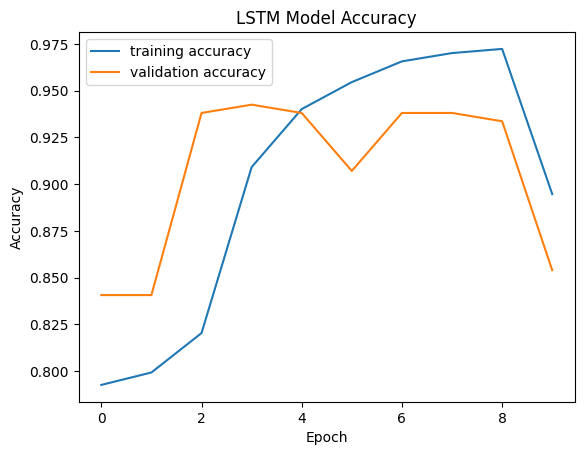 LSTM Model Accuracy
training accuracy
validation accuracy
0.975
0.950
0.925
0.900
0.875
0.850
0.825
0.800
Accuracy
0 2 4 6 8
Epoch